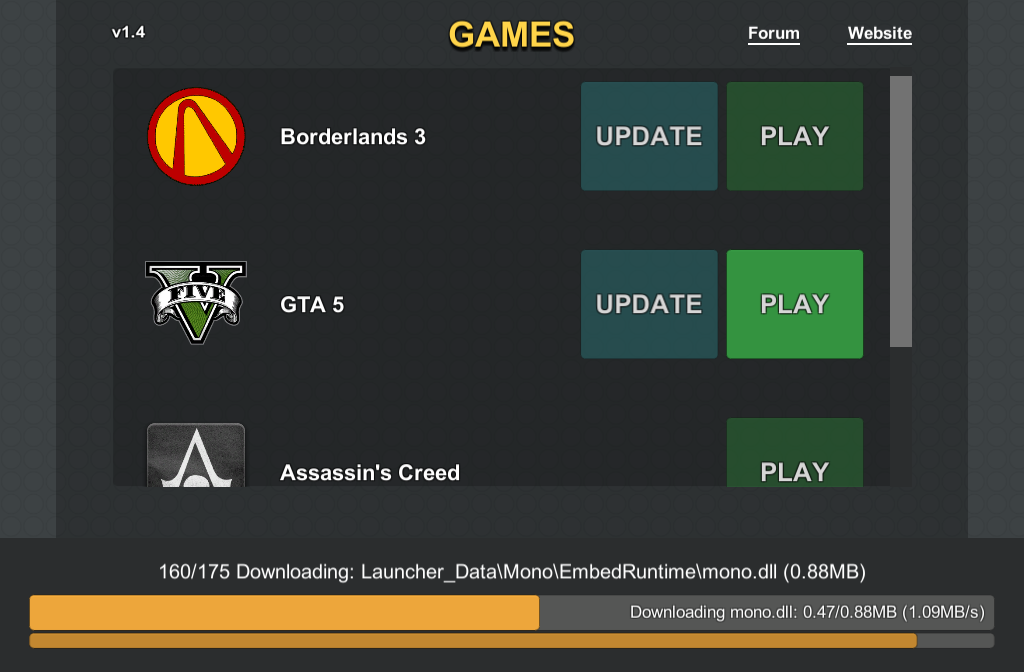 v1.4
GAMES
Forum
Website
Borderlands 3
UPDATE
PLAY
FIVE
GTA 5
UPDATE
PLAY
Assassin's Creed
PLAY
160/175 Downloading: Launcher_Data\Mono\EmbedRuntime\mono.dll (0.88MB)
Downloading mono.dll: 0.47/0.88MB (1.09MB/s)